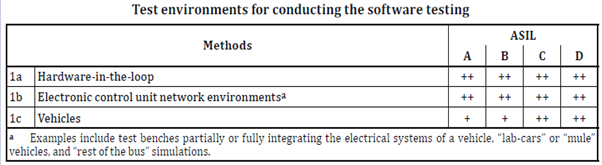 Test environments for conducting the software testing
Methods ASIL
A B C D
1a Hardware-in-the-loop ++ ++ ++ ++
1b Electronic control unit network environmentsᵃ ++ ++ ++ ++
1c Vehicles + + ++ ++
ᵃ Examples include test benches partially or fully integrating the electrical systems of a vehicle, “lab-cars” or “mule”
vehicles, and “rest of the bus” simulations.